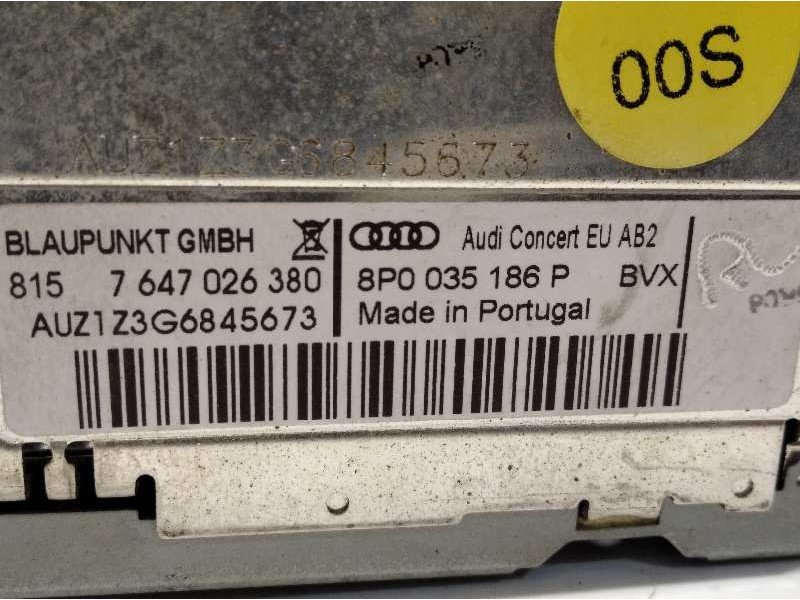 00S
AUZ1Z3G6845673
BLAUPUNKT GMBH Audi Concert EU AB2
815 7 647 026 380 8P0 035 186 P BVX
AUZ1Z3G6845673 Made in Portugal